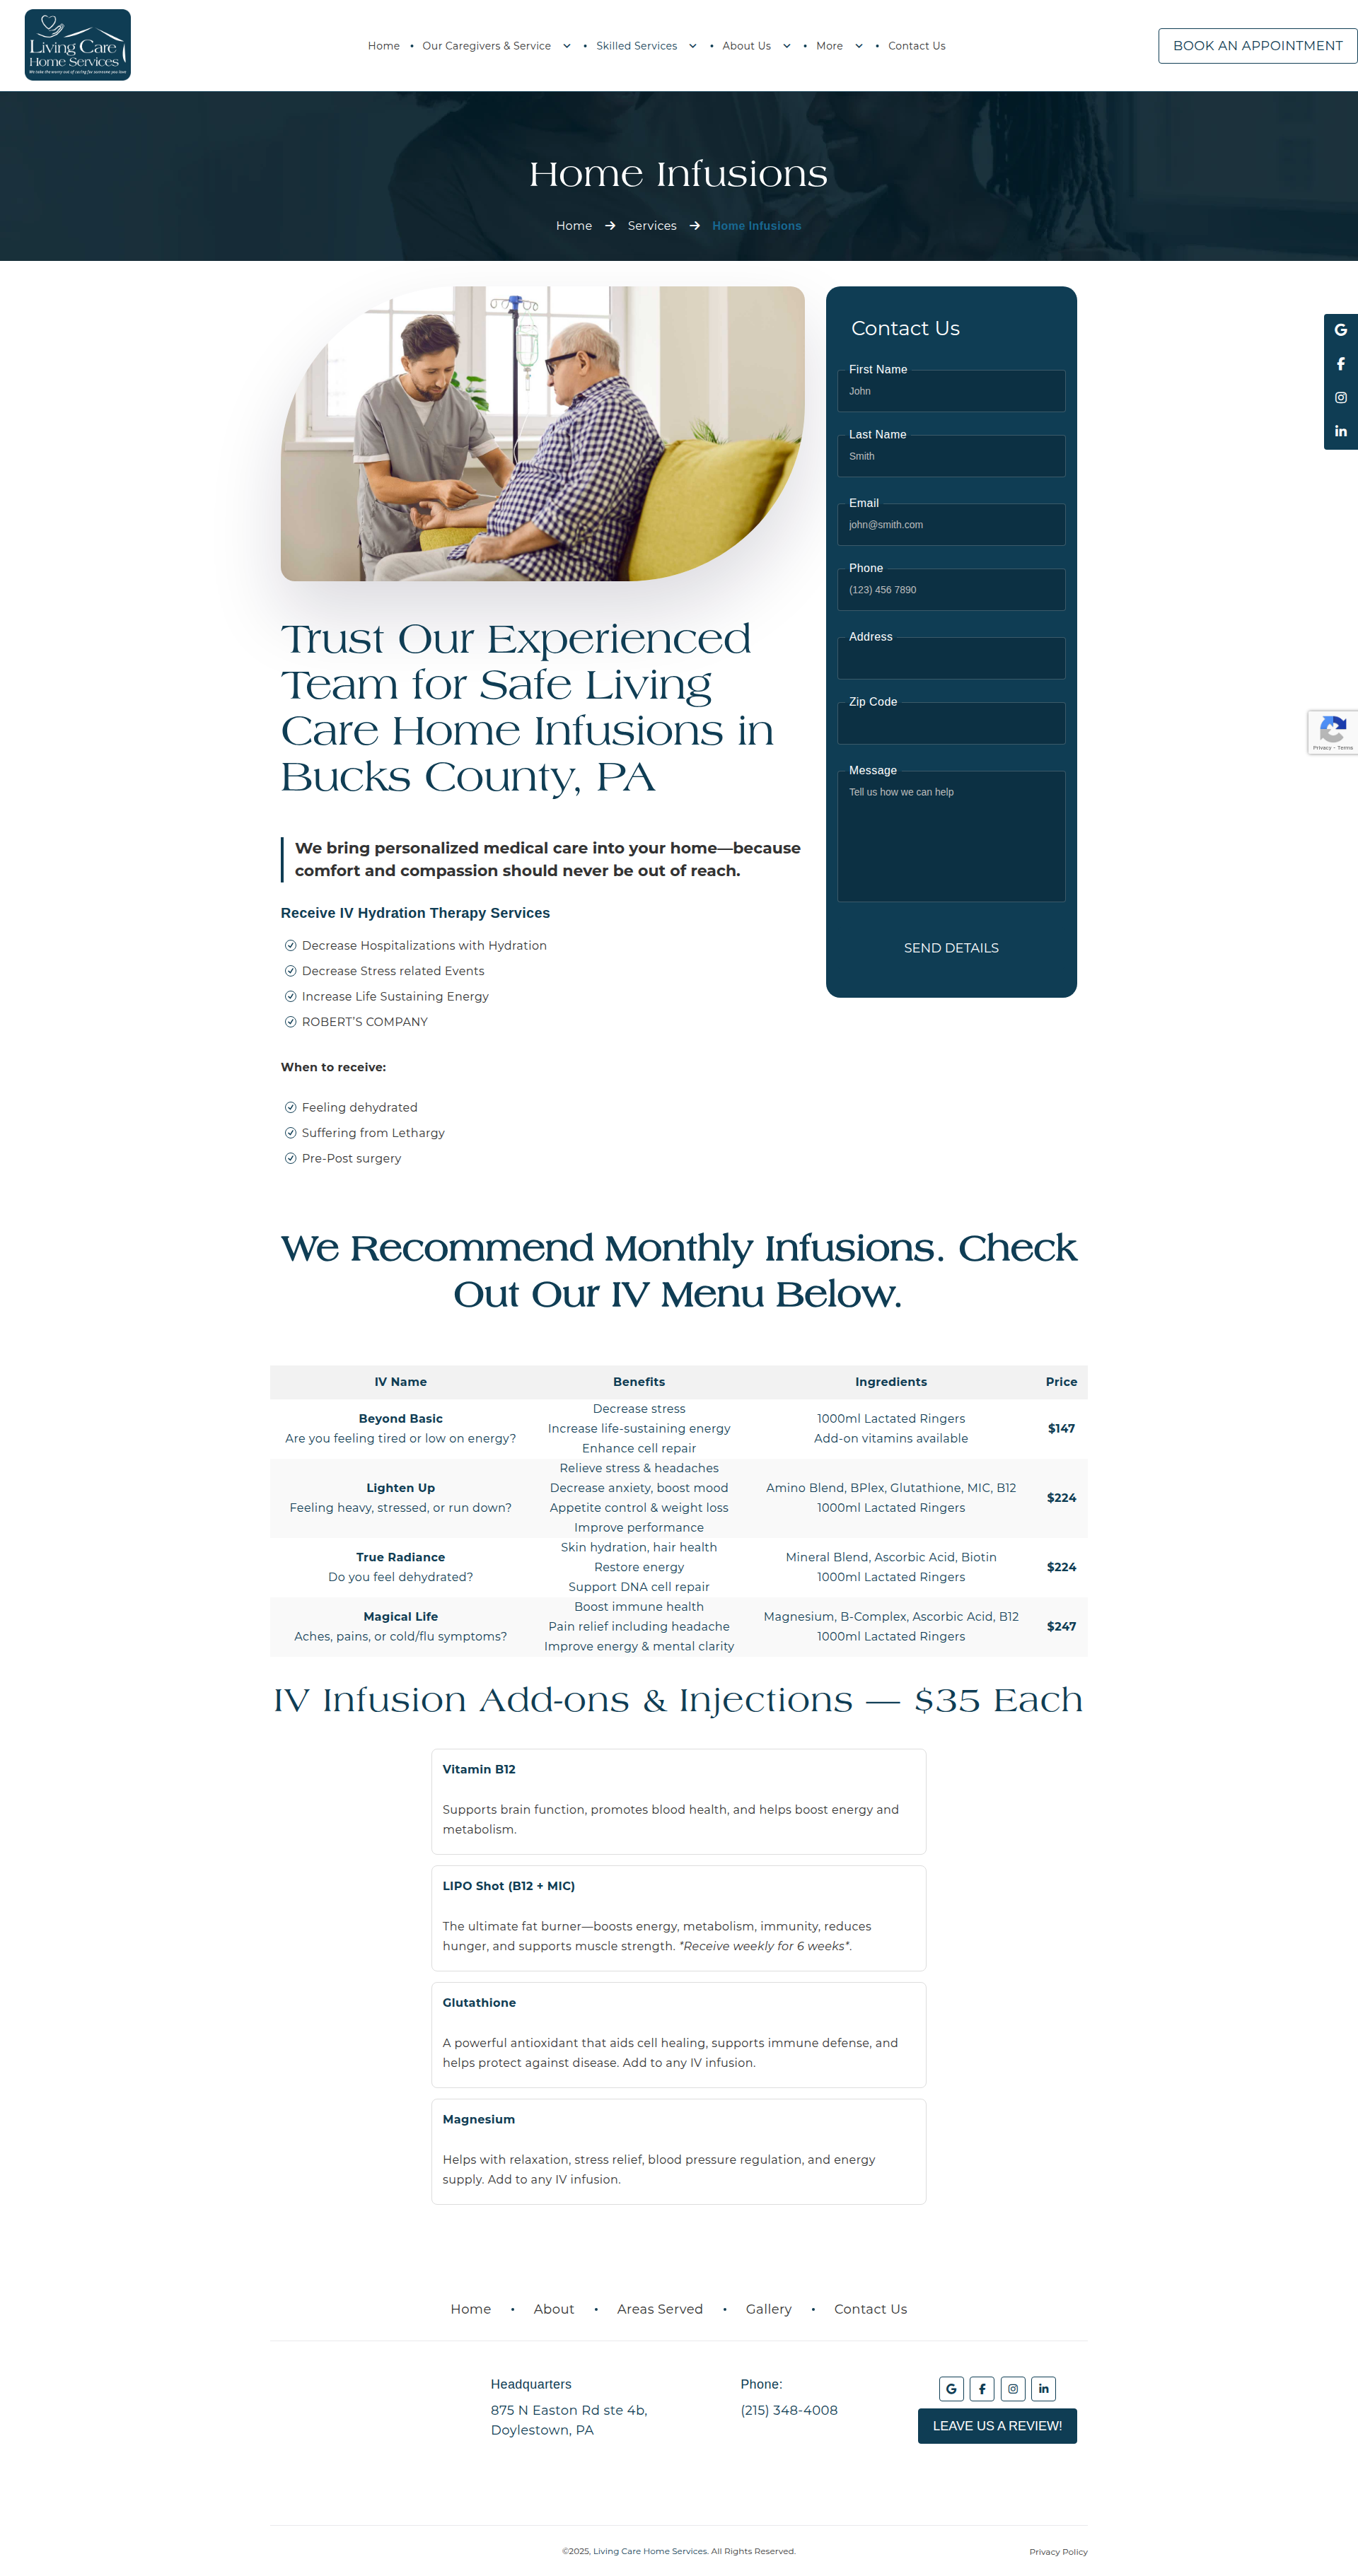 Living Care
Home Services
We take the worry out of caring for someone you love
Home • Our Caregivers & Service • Skilled Services • About Us • More • Contact Us
BOOK AN APPOINTMENT
Home Infusions
Home → Services → Home Infusions
Contact Us
First Name
John
Last Name
Smith
Email
john@smith.com
Phone
(123) 456 7890
Address
Zip Code
Message
Tell us how we can help
SEND DETAILS
Privacy - Terms
Trust Our Experienced
Team for Safe Living
Care Home Infusions in
Bucks County, PA
We bring personalized medical care into your home—because
comfort and compassion should never be out of reach.
Receive IV Hydration Therapy Services
Decrease Hospitalizations with Hydration
Decrease Stress related Events
Increase Life Sustaining Energy
ROBERT'S COMPANY
When to receive:
Feeling dehydrated
Suffering from Lethargy
Pre-Post surgery
We Recommend Monthly Infusions. Check
Out Our IV Menu Below.
IV Name Benefits Ingredients Price
Beyond Basic
Are you feeling tired or low on energy?
Decrease stress
Increase life-sustaining energy
Enhance cell repair
1000ml Lactated Ringers
Add-on vitamins available
$147
Lighten Up
Feeling heavy, stressed, or run down?
Relieve stress & headaches
Decrease anxiety, boost mood
Appetite control & weight loss
Improve performance
Amino Blend, BPlex, Glutathione, MIC, B12
1000ml Lactated Ringers
$224
True Radiance
Do you feel dehydrated?
Skin hydration, hair health
Restore energy
Support DNA cell repair
Mineral Blend, Ascorbic Acid, Biotin
1000ml Lactated Ringers
$224
Magical Life
Aches, pains, or cold/flu symptoms?
Boost immune health
Pain relief including headache
Improve energy & mental clarity
Magnesium, B-Complex, Ascorbic Acid, B12
1000ml Lactated Ringers
$247
IV Infusion Add-ons & Injections — $35 Each
Vitamin B12
Supports brain function, promotes blood health, and helps boost energy and
metabolism.
LIPO Shot (B12 + MIC)
The ultimate fat burner—boosts energy, metabolism, immunity, reduces
hunger, and supports muscle strength. *Receive weekly for 6 weeks*.
Glutathione
A powerful antioxidant that aids cell healing, supports immune defense, and
helps protect against disease. Add to any IV infusion.
Magnesium
Helps with relaxation, stress relief, blood pressure regulation, and energy
supply. Add to any IV infusion.
Home • About • Areas Served • Gallery • Contact Us
Headquarters
875 N Easton Rd ste 4b,
Doylestown, PA
Phone:
(215) 348-4008
LEAVE US A REVIEW!
©2025, Living Care Home Services. All Rights Reserved.
Privacy Policy